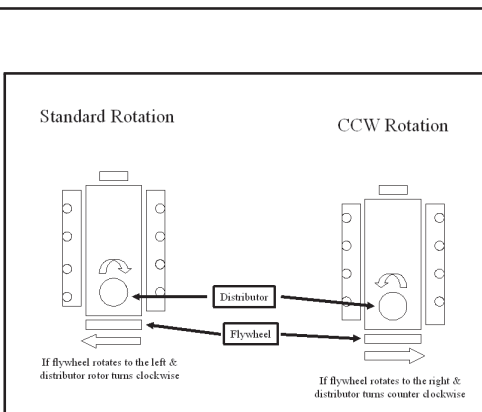 Standard Rotation
CCW Rotation
Distributor
Flywheel
If flywheel rotates to the left &
distributor rotor turns clockwise
If flywheel rotates to the right &
distributor turns counter clockwise